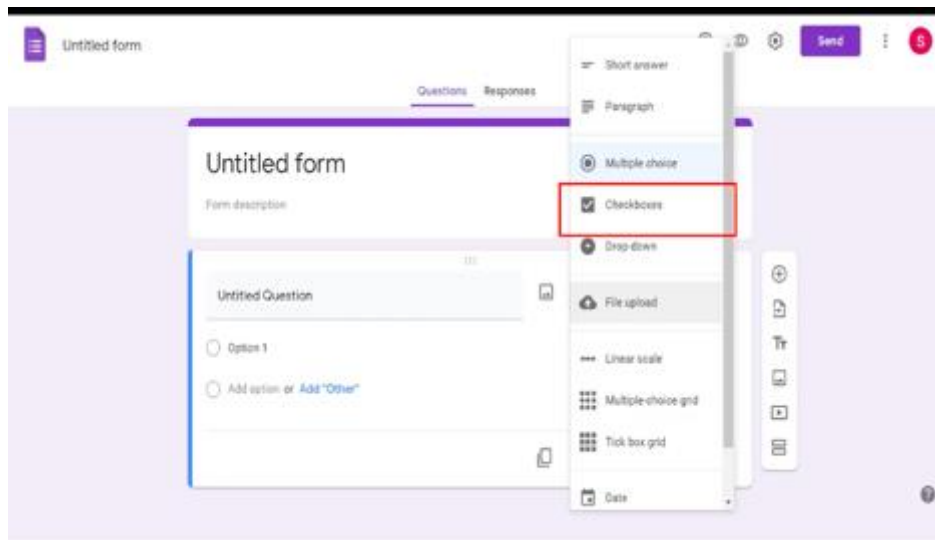 Untitled form
Send
S
Questions Responses
Untitled form
Form description
Untitled Question
Option 1
Add option or Add "Other"
Short answer
Paragraph
Multiple choice
Checkboxes
Drop-down
File upload
Linear scale
Multiple-choice grid
Tick box grid
Date
Tr